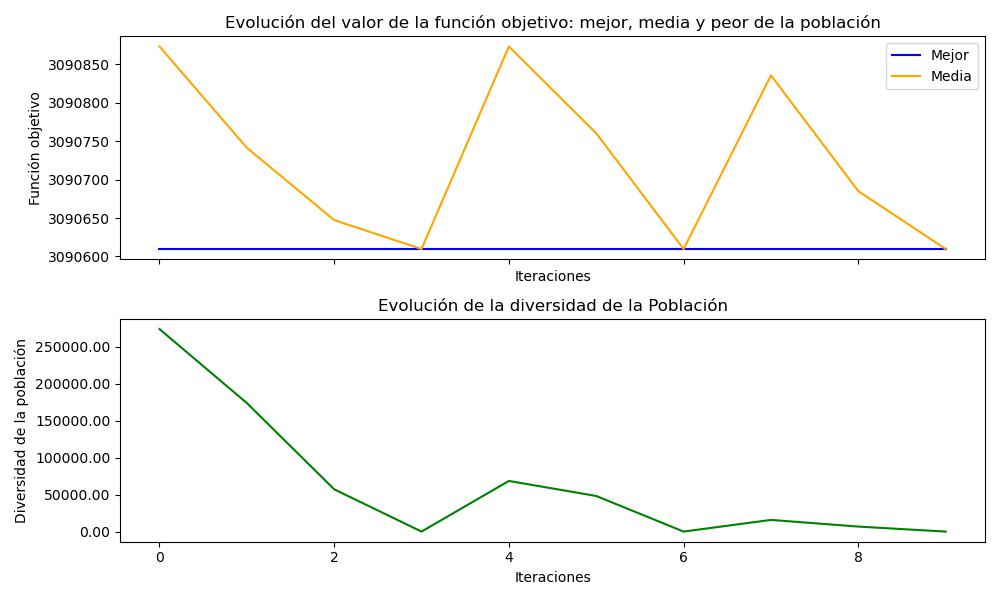 Evolución del valor de la función objetivo: mejor, media y peor de la población
Función objetivo
3090850
3090800
3090750
3090700
3090650
3090600
Mejor
Media
Iteraciones
Evolución de la diversidad de la Población
Diversidad de la población
250000.00
200000.00
150000.00
100000.00
50000.00
0.00
0 2 4 6 8
Iteraciones